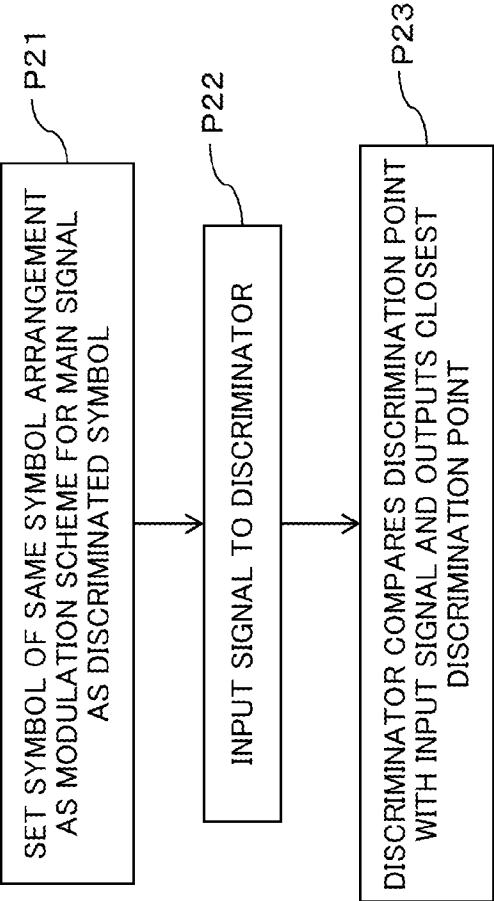 SET SYMBOL OF SAME SYMBOL ARRANGEMENT
AS MODULATION SCHEME FOR MAIN SIGNAL
AS DISCRIMINATED SYMBOL
P21
INPUT SIGNAL TO DISCRIMINATOR
P22
DISCRIMINATOR COMPARES DISCRIMINATION POINT
WITH INPUT SIGNAL AND OUTPUTS CLOSEST
DISCRIMINATION POINT
P23